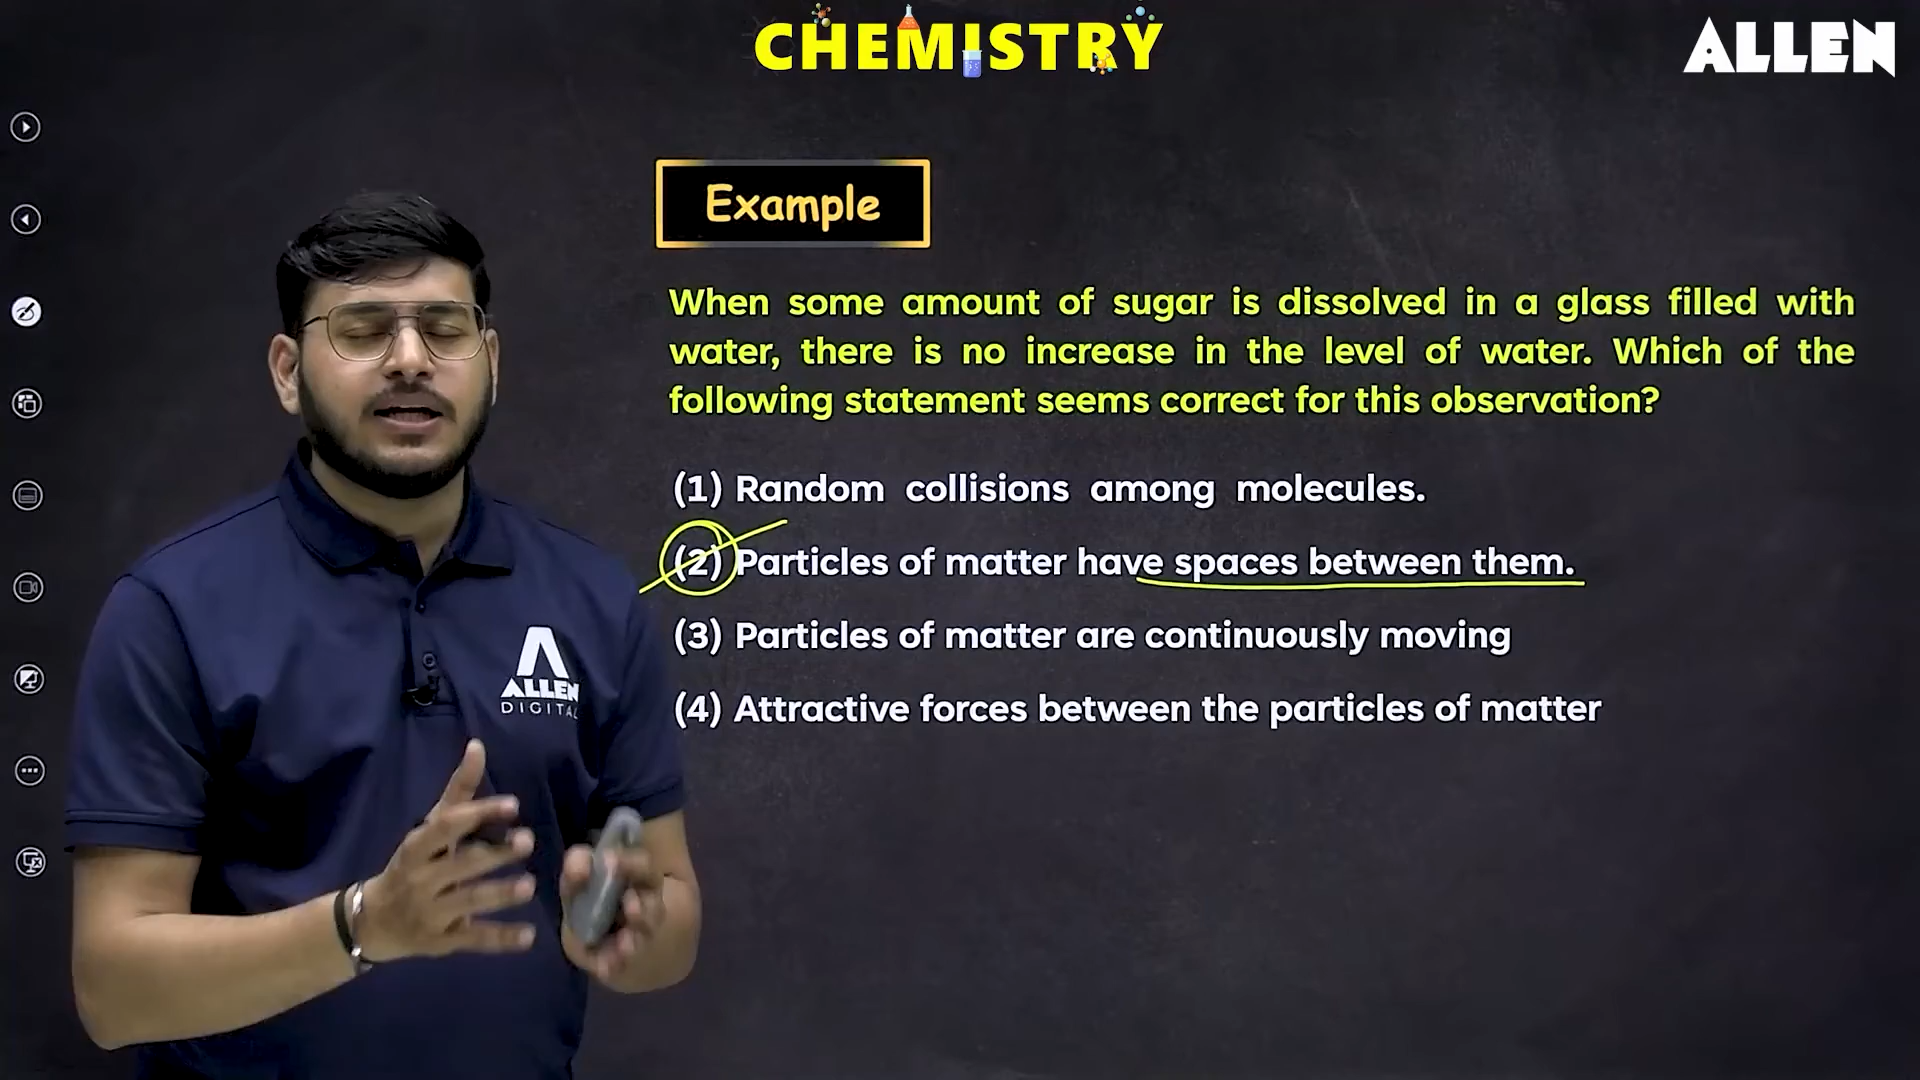 CHEMISTRY
ALLEN
Example
When some amount of sugar is dissolved in a glass filled with
water, there is no increase in the level of water. Which of the
following statement seems correct for this observation?
(1) Random collisions among molecules.
(2) Particles of matter have spaces between them.
(3) Particles of matter are continuously moving
(4) Attractive forces between the particles of matter
ALLEN
DIGITAL